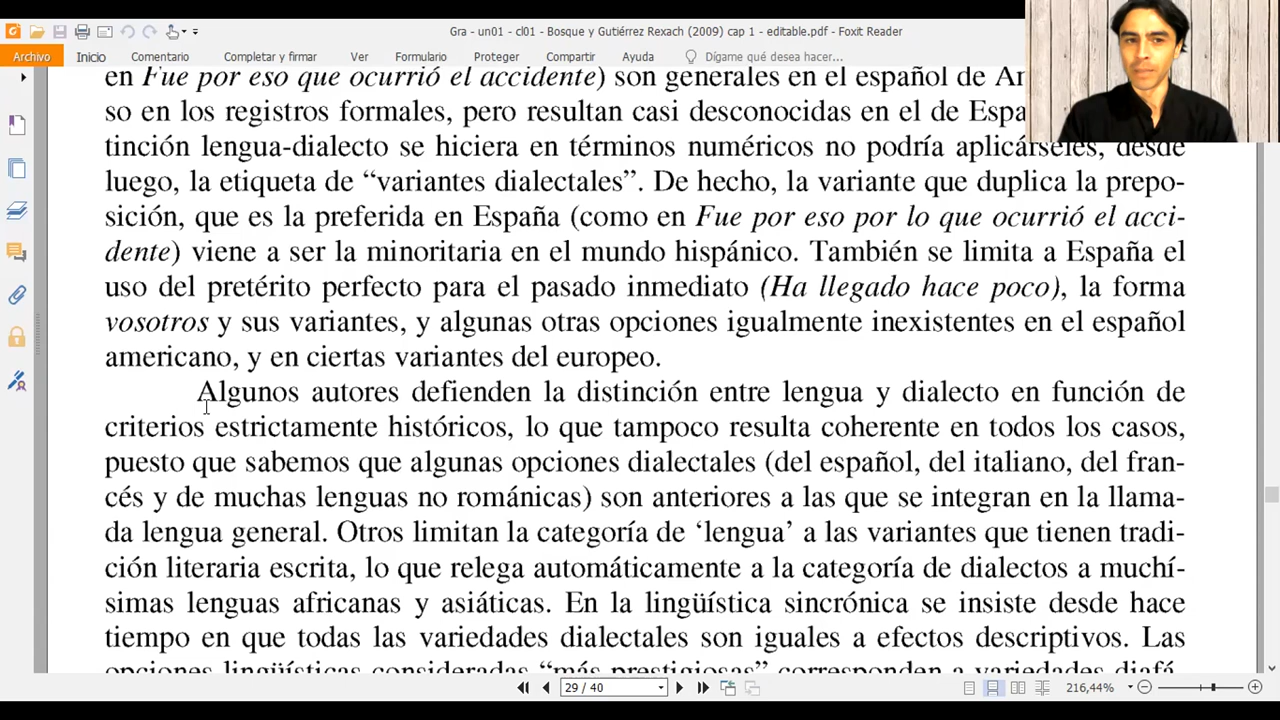 Gra - un01 - cl01 - Bosque y Gutiérrez Rexach (2009) cap 1 - editable.pdf - Foxit Reader
Archivo Inicio Comentario Completar y firmar Ver Formulario Proteger Compartir Ayuda Dígame qué desea hacer...
en Fue por eso que ocurrió el accidente) son generales en el español de
so en los registros formales, pero resultan casi desconocidas en el de
tinción lengua-dialecto se hiciera en términos numéricos no podría aplicárseles, desde
luego, la etiqueta de “variantes dialectales”. De hecho, la variante que duplica la prepo-
sición, que es la preferida en España (como en Fue por eso por lo que ocurrió el acci-
dente) viene a ser la minoritaria en el mundo hispánico. También se limita a España el
uso del pretérito perfecto para el pasado inmediato (Ha llegado hace poco), la forma
vosotros y sus variantes, y algunas otras opciones igualmente inexistentes en el español
americano, y en ciertas variantes del europeo.
Algunos autores defienden la distinción entre lengua y dialecto en función de
criterios estrictamente históricos, lo que tampoco resulta coherente en todos los casos,
puesto que sabemos que algunas opciones dialectales (del español, del italiano, del fran-
cés y de muchas lenguas no románicas) son anteriores a las que se integran en la llama-
da lengua general. Otros limitan la categoría de ‘lengua’ a las variantes que tienen tradi-
ción literaria escrita, lo que relega automáticamente a la categoría de dialectos a muchí-
simas lenguas africanas y asiáticas. En la lingüística sincrónica se insiste desde hace
tiempo en que todas las variedades dialectales son iguales a efectos descriptivos. Las
opciones lingüísticas consideradas “más prestigiosas” corresponden a variedades diafá-
29 / 40
216,44%